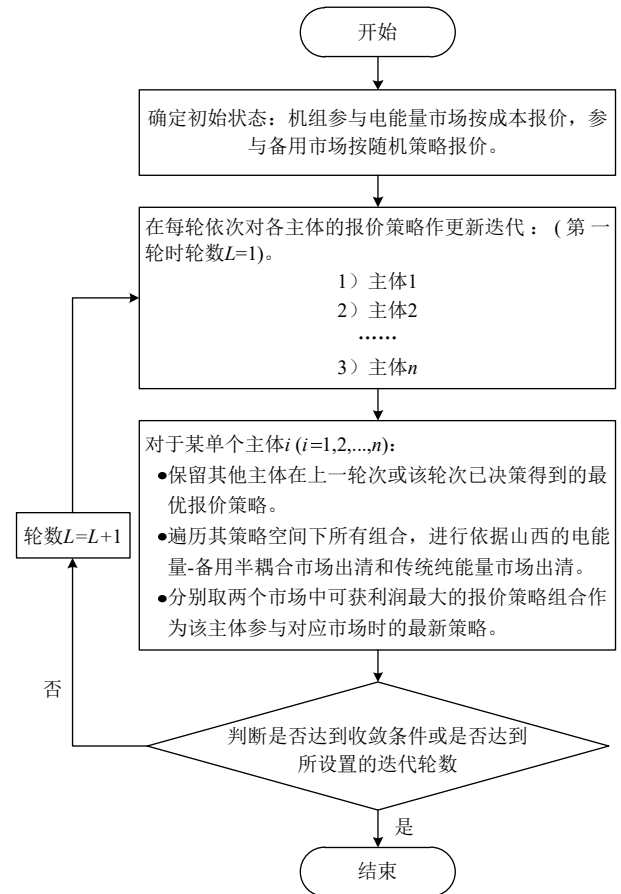 开始
确定初始状态：机组参与电能量市场按成本报价，参
与备用市场按随机策略报价。
在每轮依次对各主体的报价策略作更新迭代：（第一
轮时轮数L=1)。
1）主体1
2）主体2
……
3）主体n
对于某单个主体i (i=1,2,...,n):
●保留其他主体在上一轮次或该轮次已决策得到的最
优报价策略。
●遍历其策略空间下所有组合，进行依据山西的电能
量-备用半耦合市场出清和传统纯能量市场出清。
●分别取两个市场中可获利润最大的报价策略组合作
为该主体参与对应市场时的最新策略。
轮数L=L+1
否
判断是否达到收敛条件或是否达到
所设置的迭代轮数
是
结束